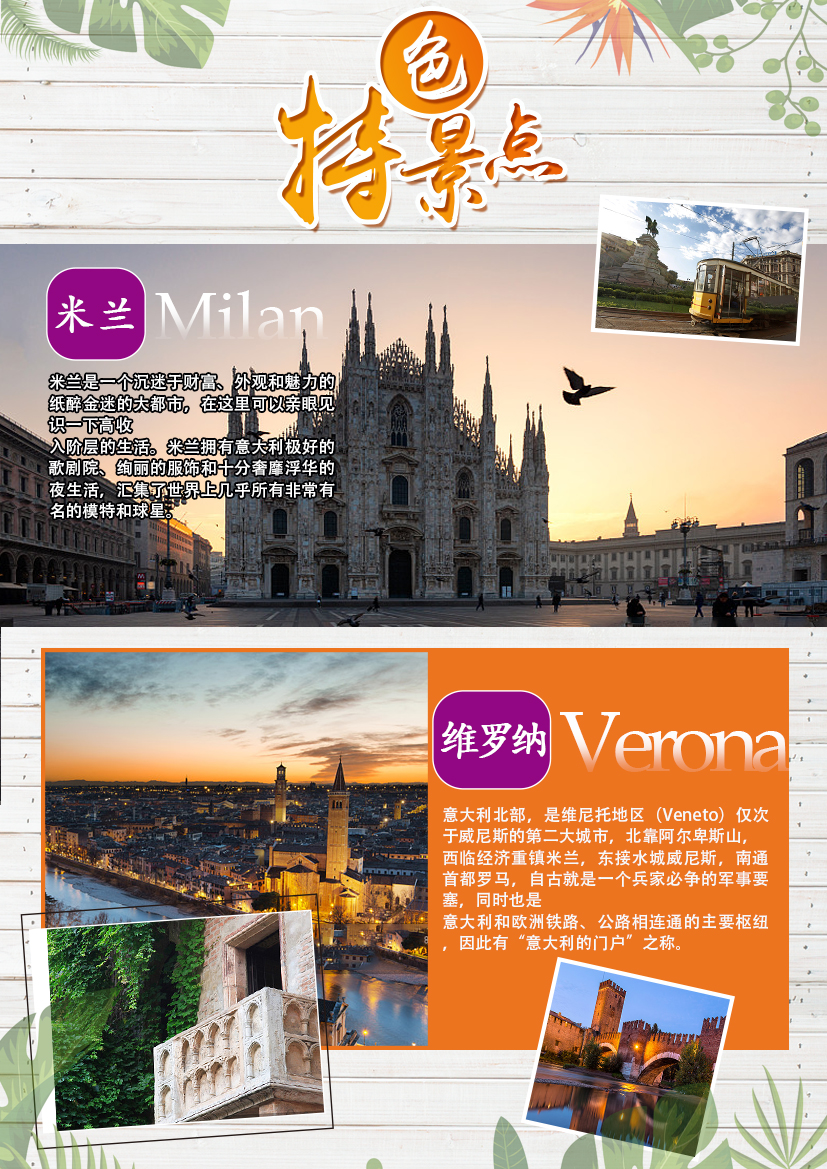 特色景点
米兰 Milan
米兰是一个沉迷于财富、外观和魅力的
纸醉金迷的大都市，在这里可以亲眼见
识一下高收
入阶层的生活。米兰拥有意大利极好的
歌剧院、绚丽的服饰和十分奢靡浮华的
夜生活，汇集了世界上几乎所有非常有
名的模特和球星。
维罗纳 Verona
意大利北部，是维尼托地区（Veneto）仅次
于威尼斯的第二大城市，北靠阿尔卑斯山，
西临经济重镇米兰，东接水城威尼斯，南通
首都罗马，自古就是一个兵家必争的军事要
塞，同时也是
意大利和欧洲铁路、公路相连通的主要枢纽
，因此有“意大利的门户”之称。